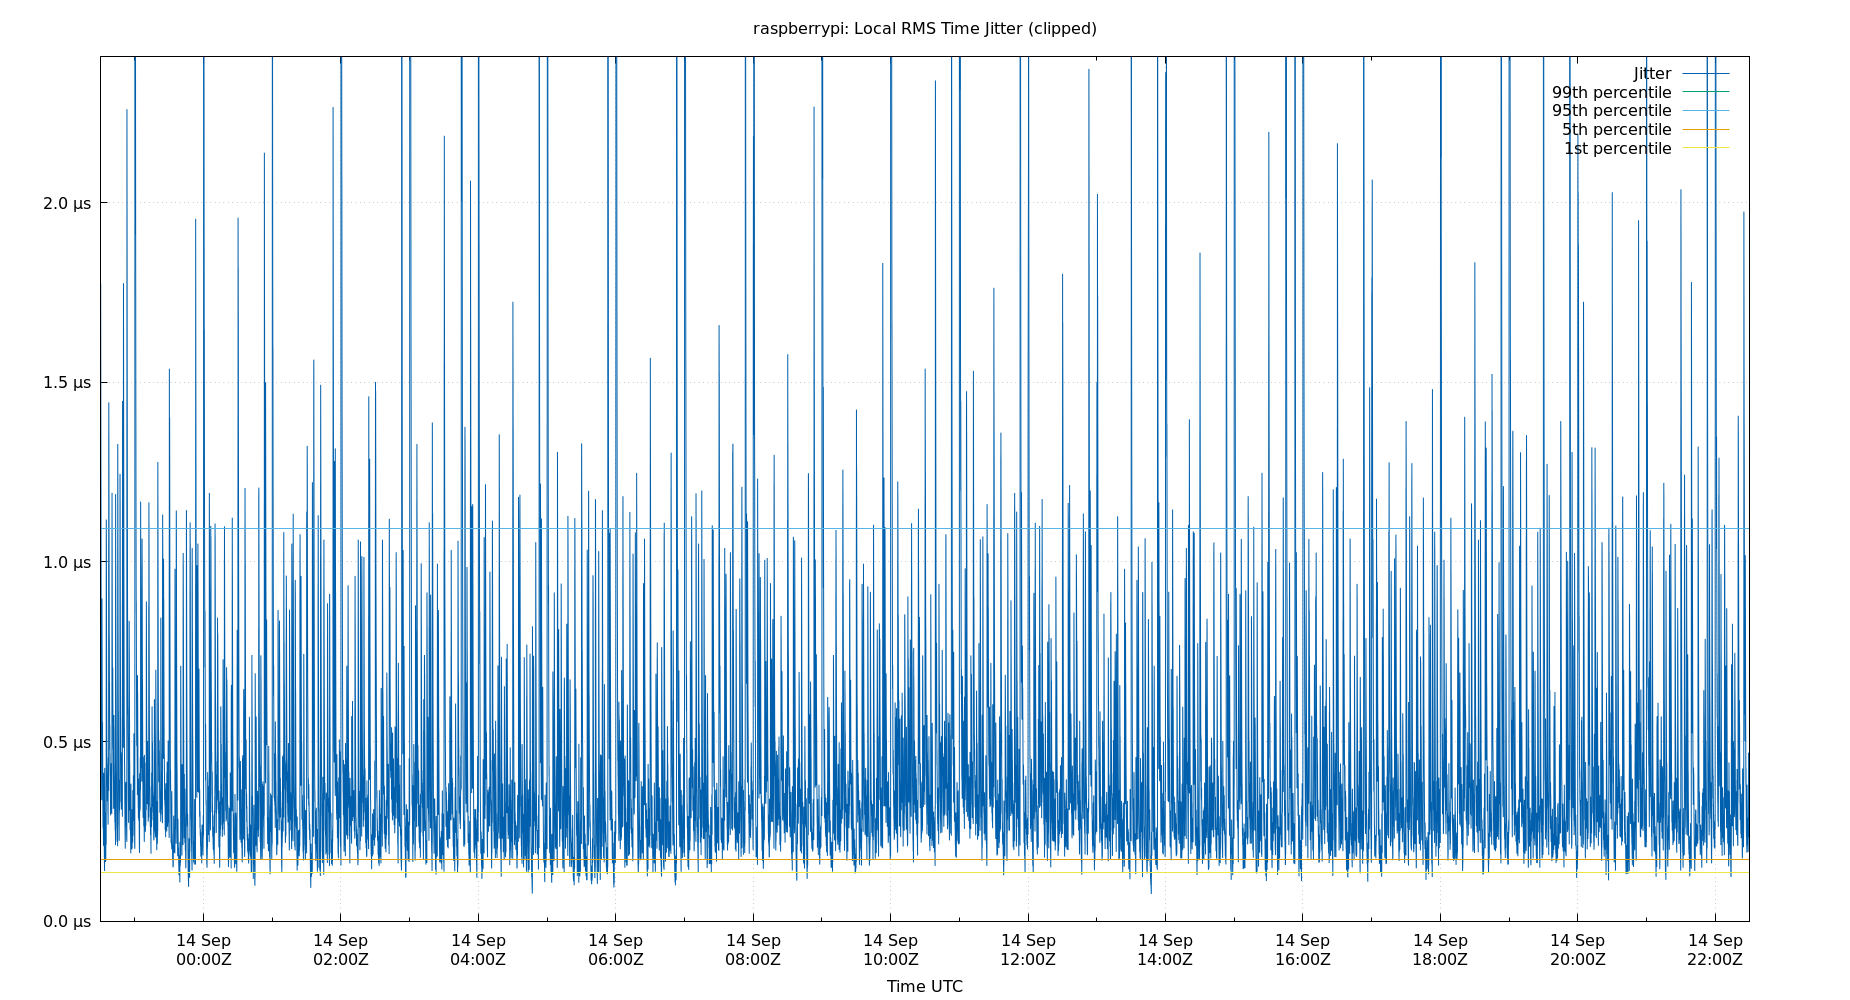 raspberrypi: Local RMS Time Jitter (clipped)
Jitter
99th percentile
95th percentile
5th percentile
1st percentile
2.0 µs
1.5 µs
1.0 µs
0.5 µs
0.0 µs
14 Sep 14 Sep 14 Sep 14 Sep 14 Sep 14 Sep 14 Sep 14 Sep 14 Sep 14 Sep 14 Sep 14 Sep
00:00Z 02:00Z 04:00Z 06:00Z 08:00Z 10:00Z 12:00Z 14:00Z 16:00Z 18:00Z 20:00Z 22:00Z
Time UTC